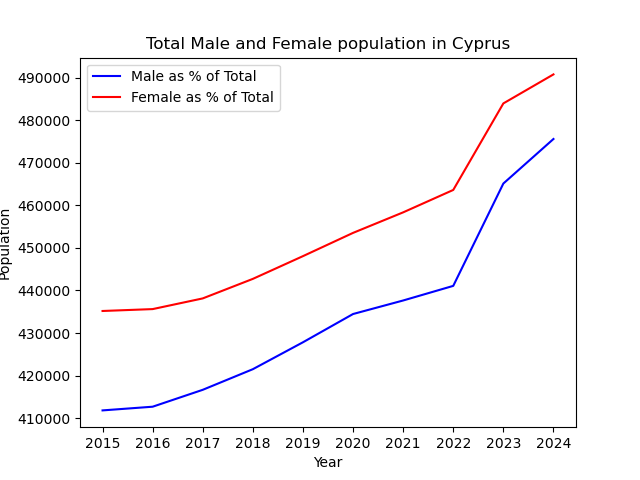 Total Male and Female population in Cyprus
Male as % of Total
Female as % of Total
490000
480000
470000
460000
450000
440000
430000
420000
410000
Population
2015 2016 2017 2018 2019 2020 2021 2022 2023 2024
Year